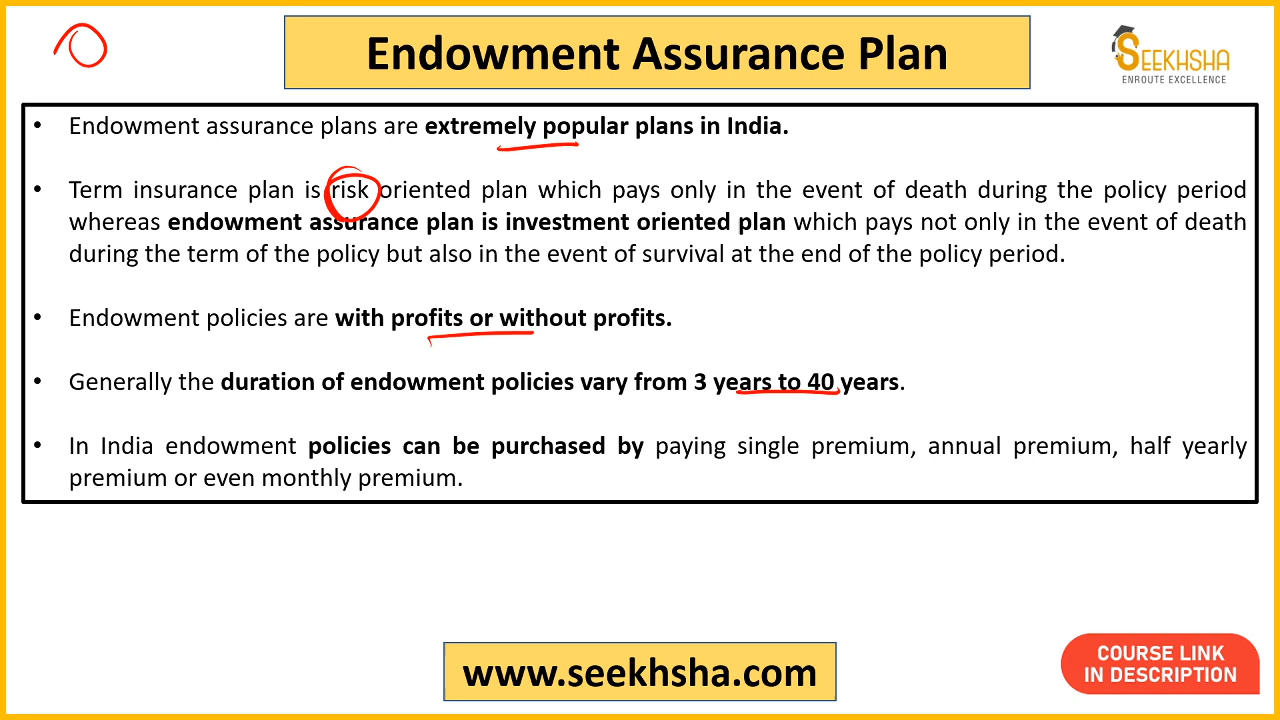 Endowment Assurance Plan
SEEKHSHA
ENROUTE EXCELLENCE
• Endowment assurance plans are extremely popular plans in India.
• Term insurance plan is risk oriented plan which pays only in the event of death during the policy period
whereas endowment assurance plan is investment oriented plan which pays not only in the event of death
during the term of the policy but also in the event of survival at the end of the policy period.
• Endowment policies are with profits or without profits.
• Generally the duration of endowment policies vary from 3 years to 40 years.
• In India endowment policies can be purchased by paying single premium, annual premium, half yearly
premium or even monthly premium.
www.seekhsha.com
COURSE LINK
IN DESCRIPTION